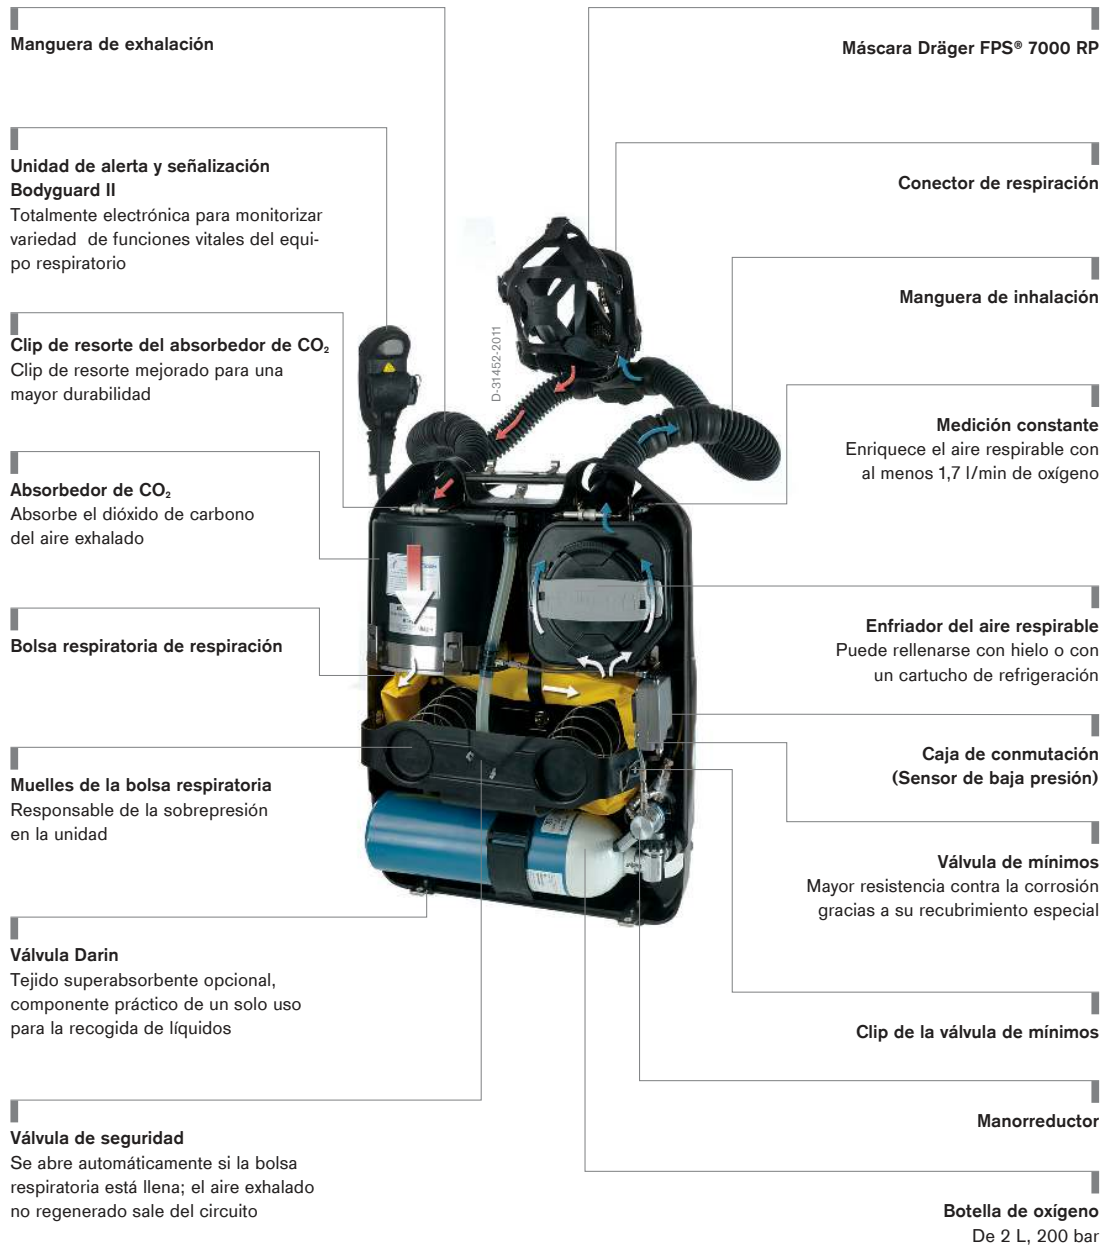 Manguera de exhalación
Unidad de alerta y señalización
Bodyguard II
Totalmente electrónica para monitorizar
variedad de funciones vitales del equi-
po respiratorio
Clip de resorte del absorbedor de CO₂
Clip de resorte mejorado para una
mayor durabilidad
Absorbedor de CO₂
Absorbe el dióxido de carbono
del aire exhalado
Bolsa respiratoria de respiración
Muelles de la bolsa respiratoria
Responsable de la sobrepresión
en la unidad
Válvula Darin
Tejido superabsorbente opcional,
componente práctico de un solo uso
para la recogida de líquidos
Válvula de seguridad
Se abre automáticamente si la bolsa
respiratoria está llena; el aire exhalado
no regenerado sale del circuito
D-31452-2011
Máscara Dräger FPS® 7000 RP
Conector de respiración
Manguera de inhalación
Medición constante
Enriquece el aire respirable con
al menos 1,7 l/min de oxígeno
Enfriador del aire respirable
Puede rellenarse con hielo o con
un cartucho de refrigeración
Caja de conmutación
(Sensor de baja presión)
Válvula de mínimos
Mayor resistencia contra la corrosión
gracias a su recubrimiento especial
Clip de la válvula de mínimos
Manorreductor
Botella de oxígeno
De 2 L, 200 bar